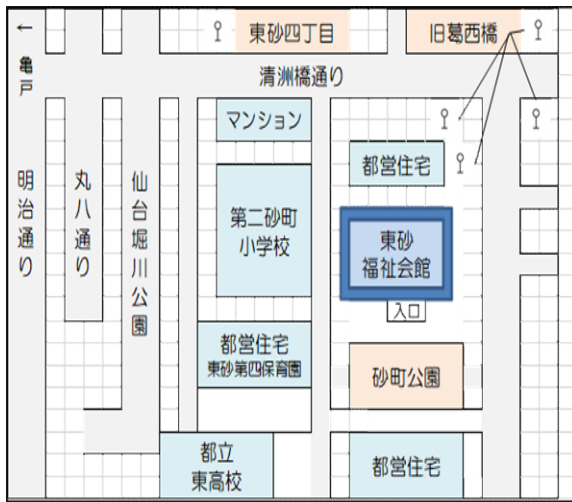 ←
亀戸
東砂四丁目
旧葛西橋
清洲橋通り
マンション
都営住宅
明治通り
丸八通り
仙台堀川公園
第二砂町
小学校
東砂
福祉会館
入口
都営住宅
東砂第四保育園
砂町公園
都立
東高校
都営住宅